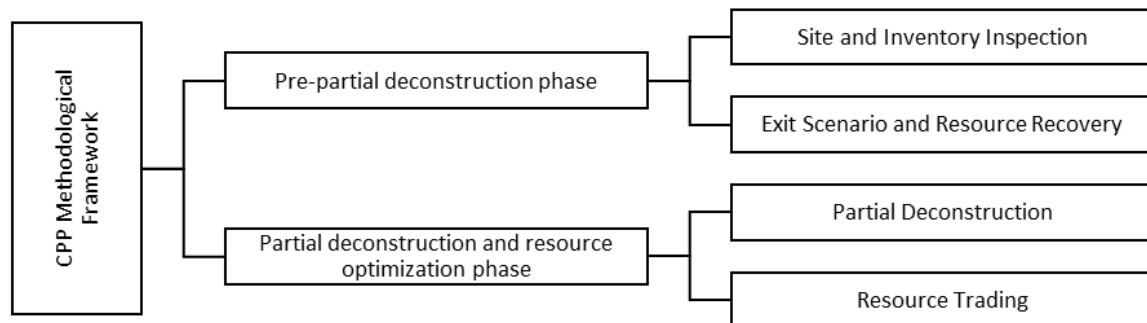 CPP Methodological
Framework
Pre-partial deconstruction phase
Site and Inventory Inspection
Exit Scenario and Resource Recovery
Partial deconstruction and resource
optimization phase
Partial Deconstruction
Resource Trading